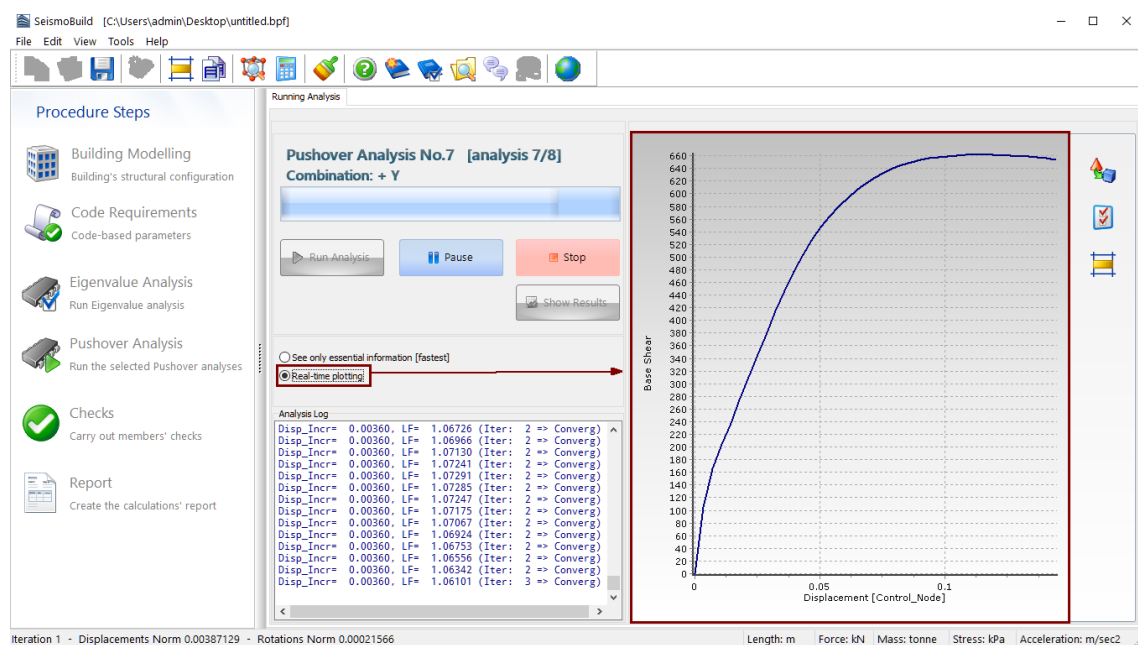 SeismoBuild [C:\Users\admin\Desktop\untitled.bpf]
File Edit View Tools Help
Procedure Steps
Building Modelling
Building's structural configuration
Code Requirements
Code-based parameters
Eigenvalue Analysis
Run Eigenvalue analysis
Pushover Analysis
Run the selected Pushover analyses
Checks
Carry out members' checks
Report
Create the calculations' report
Running Analysis
Pushover Analysis No.7 [analysis 7/8]
Combination: + Y
Run Analysis
Pause
Stop
Show Results
See only essential information [fastest]
Real-time plotting
Analysis Log
Disp_Incr= 0.00360, LF= 1.06726 (Iter: 2 => Converg)
Disp_Incr= 0.00360, LF= 1.06966 (Iter: 2 => Converg)
Disp_Incr= 0.00360, LF= 1.07130 (Iter: 2 => Converg)
Disp_Incr= 0.00360, LF= 1.07241 (Iter: 2 => Converg)
Disp_Incr= 0.00360, LF= 1.07291 (Iter: 2 => Converg)
Disp_Incr= 0.00360, LF= 1.07285 (Iter: 2 => Converg)
Disp_Incr= 0.00360, LF= 1.07247 (Iter: 2 => Converg)
Disp_Incr= 0.00360, LF= 1.07175 (Iter: 2 => Converg)
Disp_Incr= 0.00360, LF= 1.07067 (Iter: 2 => Converg)
Disp_Incr= 0.00360, LF= 1.06924 (Iter: 2 => Converg)
Disp_Incr= 0.00360, LF= 1.06753 (Iter: 2 => Converg)
Disp_Incr= 0.00360, LF= 1.06556 (Iter: 2 => Converg)
Disp_Incr= 0.00360, LF= 1.06342 (Iter: 2 => Converg)
Disp_Incr= 0.00360, LF= 1.06101 (Iter: 3 => Converg)
660
640
620
600
580
560
540
520
500
480
460
440
420
400
380
360
340
320
300
280
260
240
220
200
180
160
140
120
100
80
60
40
20
0
Base Shear
0 0.05 0.1
Displacement [Control_Node]
Iteration 1 - Displacements Norm 0.00387129 - Rotations Norm 0.00021566
Length: m Force: kN Mass: tonne Stress: kPa Acceleration: m/sec2